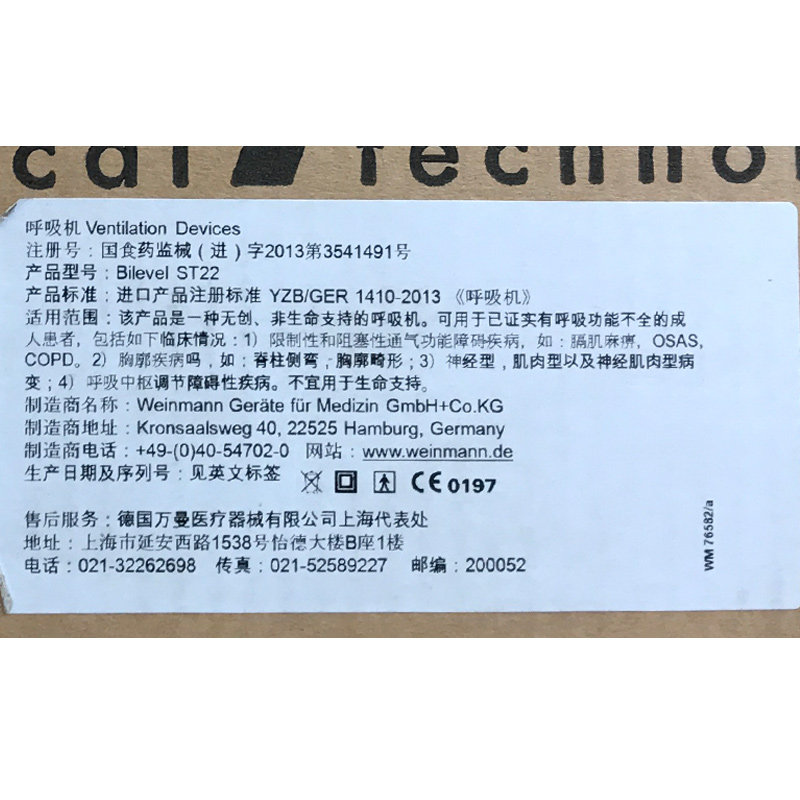 cal technol
呼吸机 Ventilation Devices
注册号：国食药监械（进）字2013第3541491号
产品型号：Bilevel ST22
产品标准：进口产品注册标准 YZB/GER 1410-2013 《呼吸机》
适用范围：该产品是一种无创、非生命支持的呼吸机。可用于已证实有呼吸功能不全的成
人患者，包括如下临床情况：1）限制性和阻塞性通气功能障碍疾病，如：膈肌麻痹，OSAS,
COPD。2）胸廓疾病吗，如：脊柱侧弯，胸廓畸形；3）神经型，肌肉型以及神经肌肉型病
变；4）呼吸中枢调节障碍性疾病。不宜用于生命支持。
制造商名称：Weinmann Geräte für Medizin GmbH+Co.KG
制造商地址：Kronsaalsweg 40, 22525 Hamburg, Germany
制造商电话：+49-(0)40-54702-0 网站：www.weinmann.de
生产日期及序列号：见英文标签 CE 0197
售后服务：德国万曼医疗器械有限公司上海代表处
地址：上海市延安西路1538号怡德大楼B座1楼
电话：021-32262698 传真：021-52589227 邮编：200052
WM 76582/a